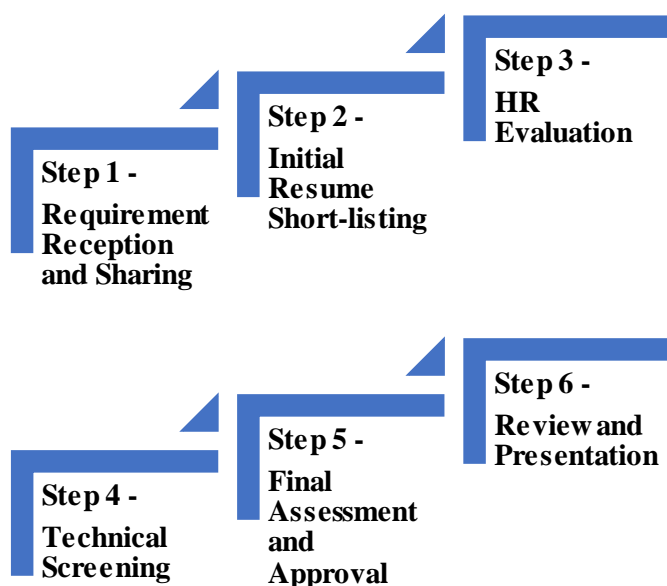 Step 1 -
Requirement
Reception
and Sharing
Step 2 -
Initial
Resume
Short-listing
Step 3 -
HR
Evaluation
Step 4 -
Technical
Screening
Step 5 -
Final
Assessment
and
Approval
Step 6 -
Review and
Presentation